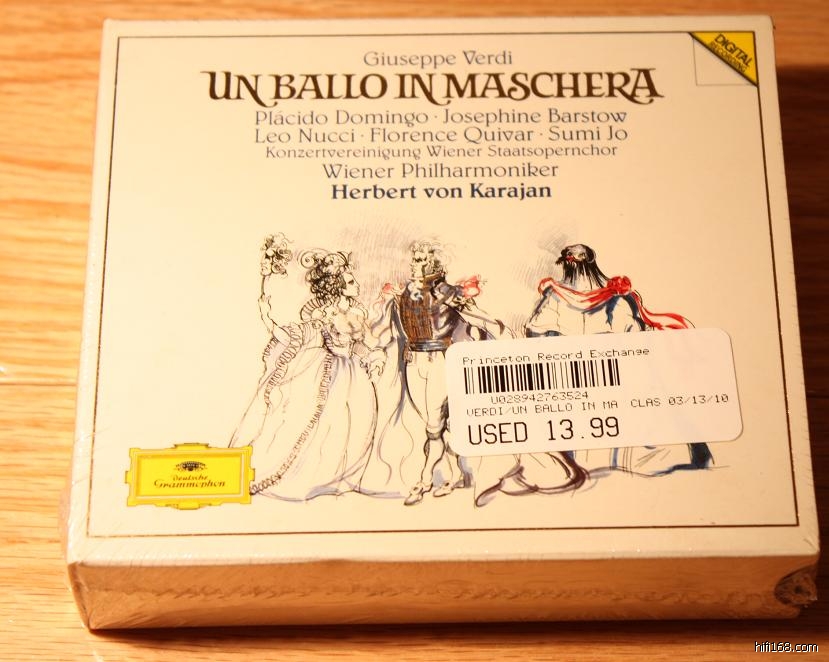 Giuseppe Verdi
UN BALLO IN MASCHERA
Plácido Domingo · Josephine Barstow
Leo Nucci · Florence Quivar · Sumi Jo
Konzertvereinigung Wiener Staatsopernchor
Wiener Philharmoniker
Herbert von Karajan
DIGITAL
RECORDING
Princeton Record Exchange
U028942763524
VERDI/UN BALLO IN MA CLAS 03/13/10
USED 13.99
deutsche
Grammophon
hifi168.com